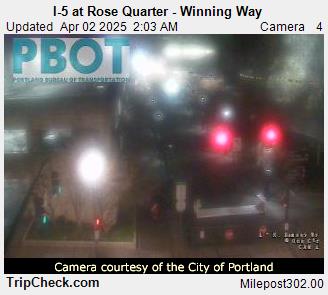 I-5 at Rose Quarter - Winning Way
Updated Apr 02 2025 2:03 AM Camera 4
PBOT
PORTLAND BUREAU OF TRANSPORTATION
Camera courtesy of the City of Portland
TripCheck.com Milepost302.00